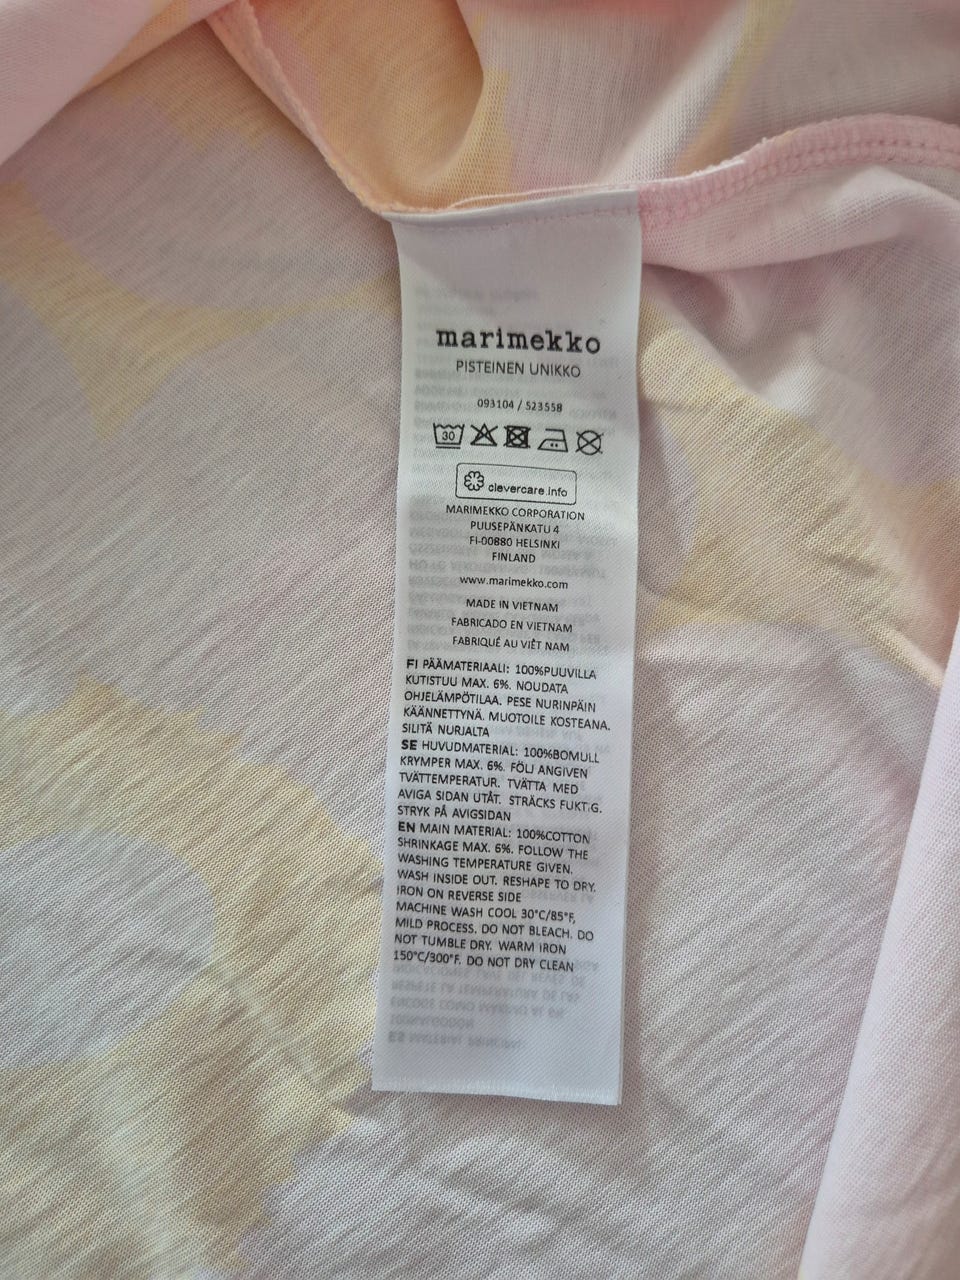 marimekko
PISTEINEN UNIKKO
093104 / 523558
30
clevercare.info
MARIMEKKO CORPORATION
PUUSEPÄNKATU 4
FI-00880 HELSINKI
FINLAND
www.marimekko.com
MADE IN VIETNAM
FABRICADO EN VIETNAM
FABRIQUÉ AU VIÊT NAM
FI PÄÄMATERIAALI: 100%PUUVILLA
KUTISTUU MAX. 6%. NOUDATA
OHJELÄMPÖTILAA. PESE NURINPÄIN
KÄÄNNETTYNÄ. MUOTOILE KOSTEANA.
SILITÄ NURJALTA
SE HUVUDMATERIAL: 100%BOMULL
KRYMPER MAX. 6%. FÖLJ ANGIVEN
TVÄTTEMPERATUR. TVÄTTA MED
AVIGA SIDAN UTÅT. STRÄCKS FUKTIG.
STRYK PÅ AVIGSIDAN
EN MAIN MATERIAL: 100%COTTON
SHRINKAGE MAX. 6%. FOLLOW THE
WASHING TEMPERATURE GIVEN.
WASH INSIDE OUT. RESHAPE TO DRY.
IRON ON REVERSE SIDE
MACHINE WASH COOL 30°C/85°F,
MILD PROCESS. DO NOT BLEACH. DO
NOT TUMBLE DRY. WARM IRON
150°C/300°F. DO NOT DRY CLEAN